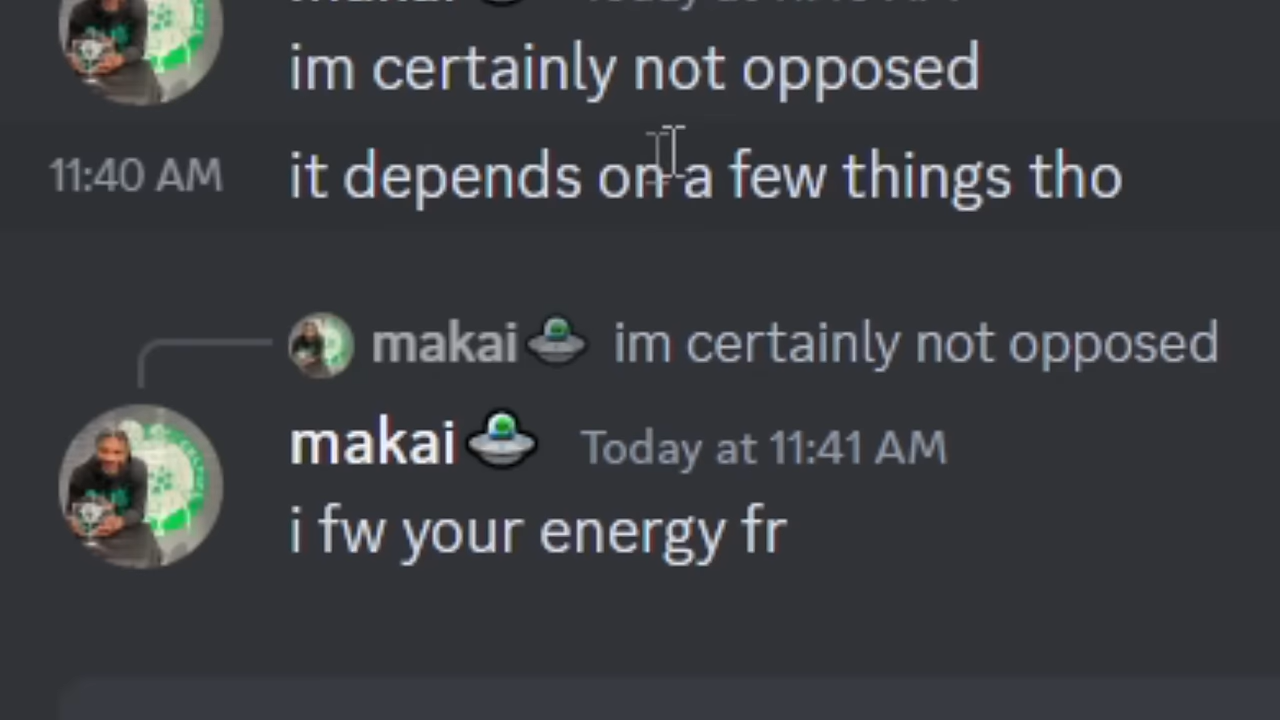 im certainly not opposed
11:40 AM it depends on a few things tho
makai🛸 im certainly not opposed
makai🛸 Today at 11:41 AM
i fw your energy fr